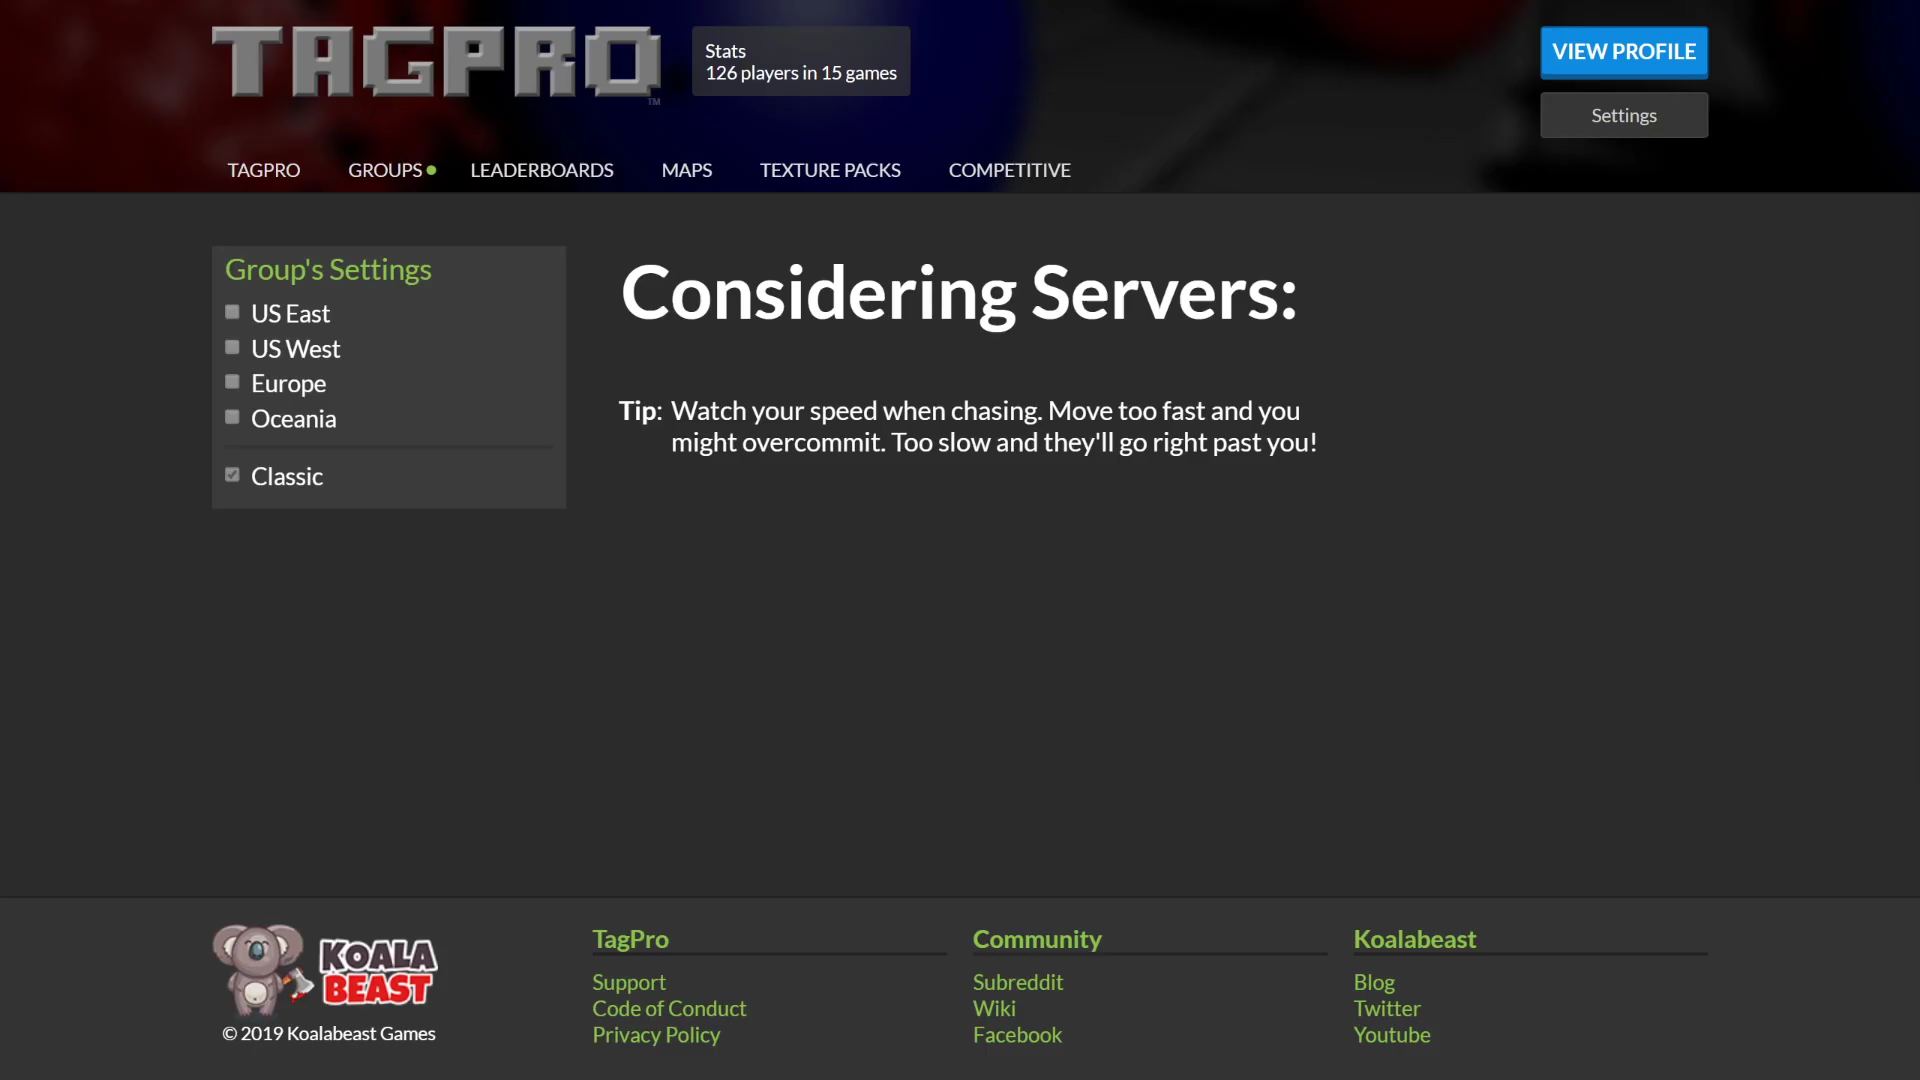 TAGPRO
TM
Stats
126 players in 15 games
VIEW PROFILE
Settings
TAGPRO
GROUPS
LEADERBOARDS
MAPS
TEXTURE PACKS
COMPETITIVE
Group's Settings
US East
US West
Europe
Oceania
Classic
Considering Servers:
Tip: Watch your speed when chasing. Move too fast and you
might overcommit. Too slow and they'll go right past you!
KOALA
BEAST
© 2019 Koalabeast Games
TagPro
Support
Code of Conduct
Privacy Policy
Community
Subreddit
Wiki
Facebook
Koalabeast
Blog
Twitter
Youtube